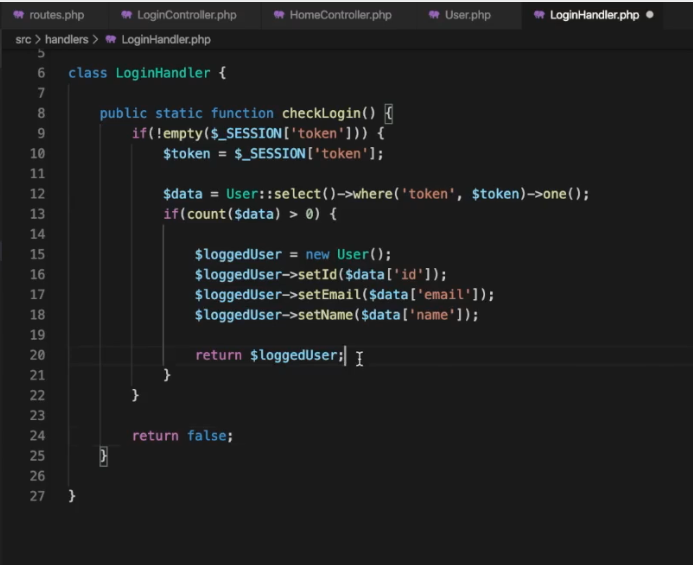 routes.php LoginController.php HomeController.php User.php LoginHandler.php
src > handlers > LoginHandler.php
5
6 class LoginHandler {
7
8 public static function checkLogin() {
9 if(!empty($_SESSION['token'])) {
10 $token = $_SESSION['token'];
11
12 $data = User::select()->where('token', $token)->one();
13 if(count($data) > 0) {
14
15 $loggedUser = new User();
16 $loggedUser->setId($data['id']);
17 $loggedUser->setEmail($data['email']);
18 $loggedUser->setName($data['name']);
19
20 return $loggedUser;
21 }
22 }
23
24 return false;
25 }
26
27 }